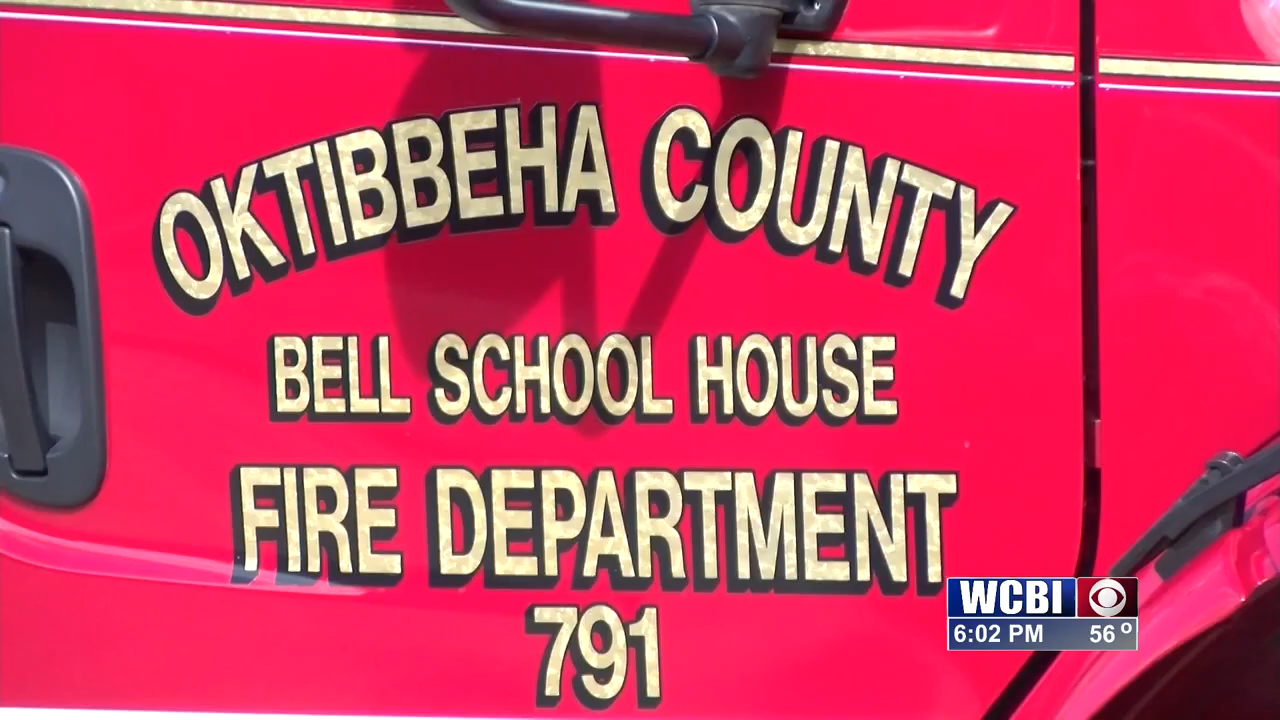 OKTIBBEHA COUNTY
BELL SCHOOL HOUSE
FIRE DEPARTMENT
791
WCBI
6:02 PM 56°